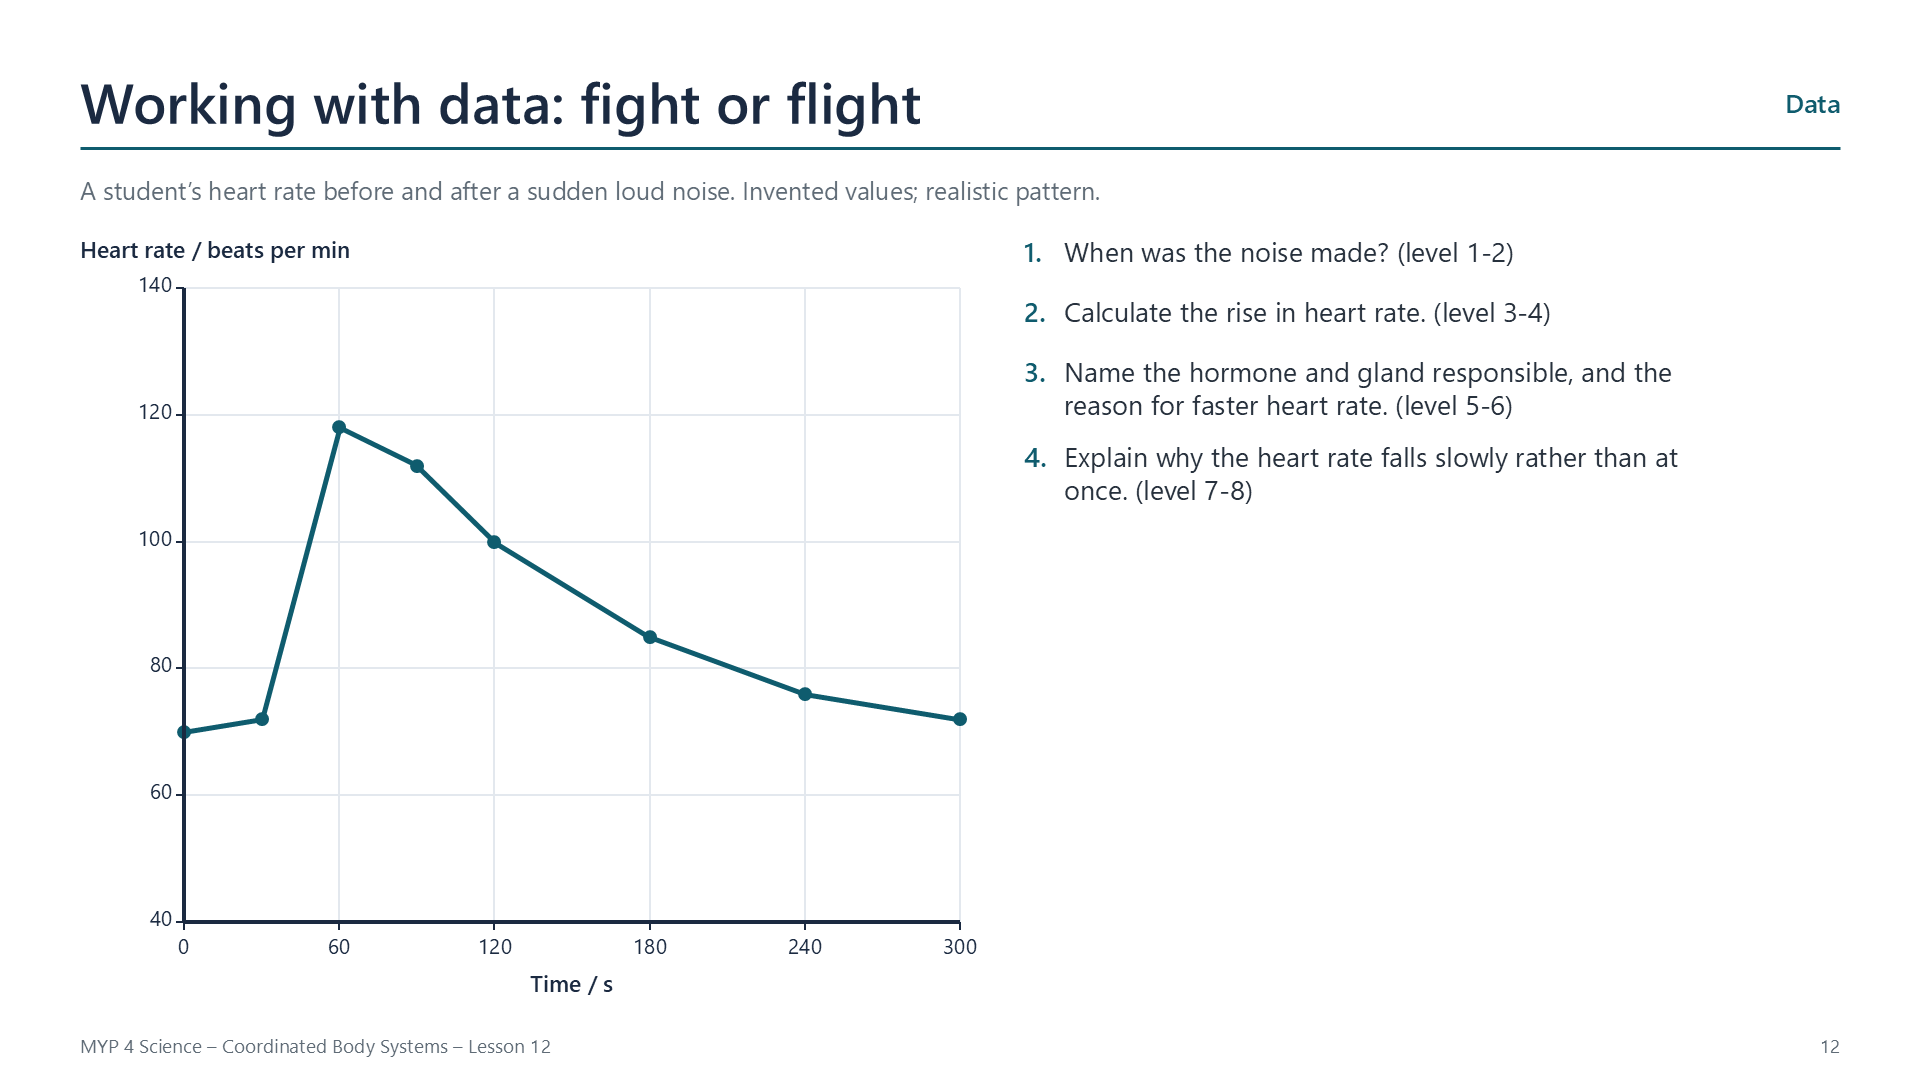 Working with data: fight or flight
Data
A student’s heart rate before and after a sudden loud noise. Invented values; realistic pattern.
Heart rate / beats per min
140
120
100
80
60
40
0 60 120 180 240 300
Time / s
1. When was the noise made? (level 1-2)
2. Calculate the rise in heart rate. (level 3-4)
3. Name the hormone and gland responsible, and the
reason for faster heart rate. (level 5-6)
4. Explain why the heart rate falls slowly rather than at
once. (level 7-8)
MYP 4 Science – Coordinated Body Systems – Lesson 12
12